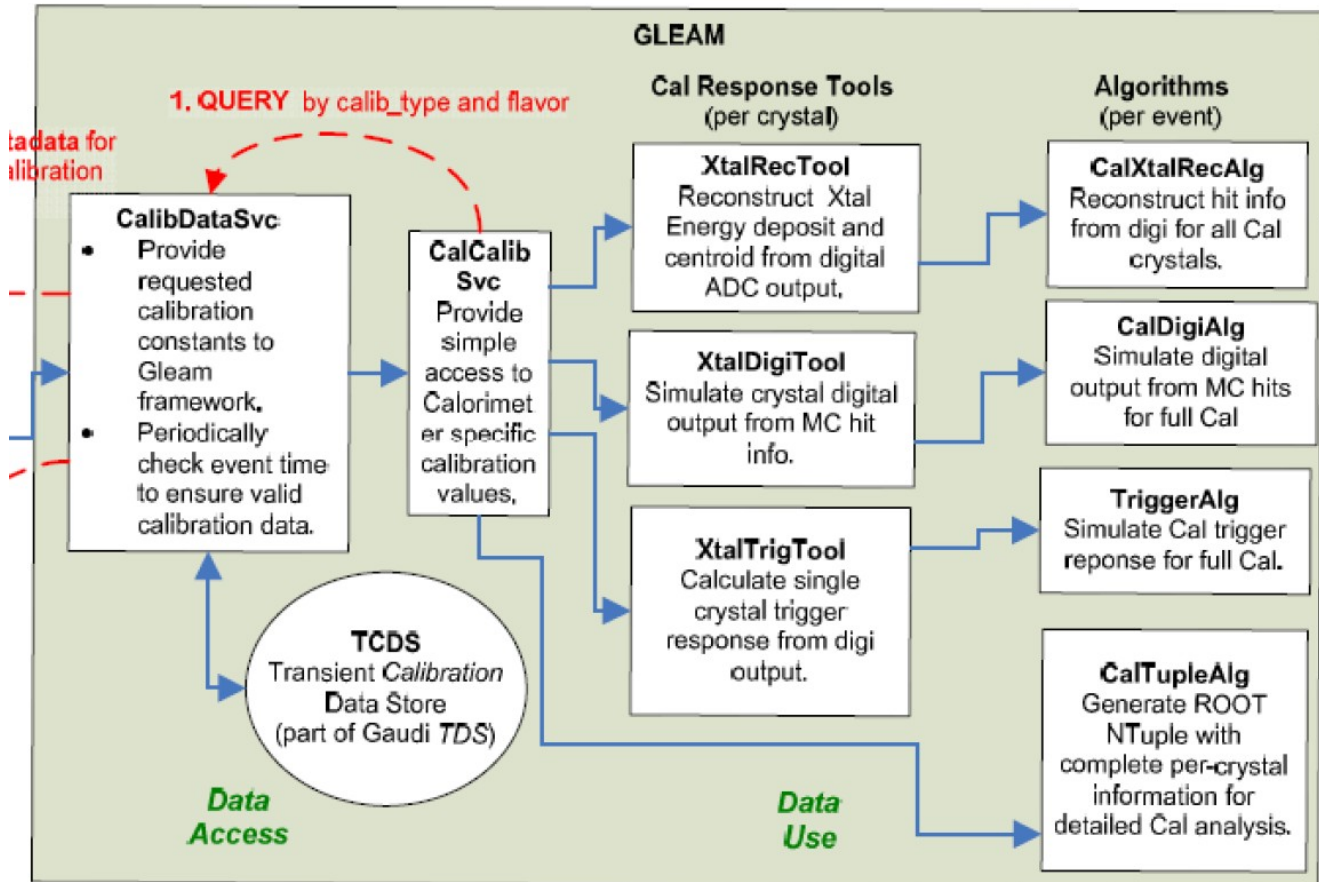 GLEAM
1. QUERY by calib_type and flavor
tadata for
alibration
CalibDataSvc
• Provide
requested
calibration
constants to
Gleam
framework.
• Periodically
check event time
to ensure valid
calibration data.
CalCalib
Svc
Provide
simple
access to
Calorimet
er specific
calibration
values.
TCDS
Transient Calibration
Data Store
(part of Gaudi TDS)
Data
Access
Cal Response Tools
(per crystal)
XtalRecTool
Reconstruct Xtal
Energy deposit and
centroid from digital
ADC output.
XtalDigiTool
Simulate crystal digital
output from MC hit
info.
XtalTrigTool
Calculate single
crystal trigger
response from digi
output.
Data
Use
Algorithms
(per event)
CalXtalRecAlg
Reconstruct hit info
from digi for all Cal
crystals.
CalDigiAlg
Simulate digital
output from MC hits
for full Cal
TriggerAlg
Simulate Cal trigger
reponse for full Cal.
CalTupleAlg
Generate ROOT
NTuple with
complete per-crystal
information for
detailed Cal analysis.